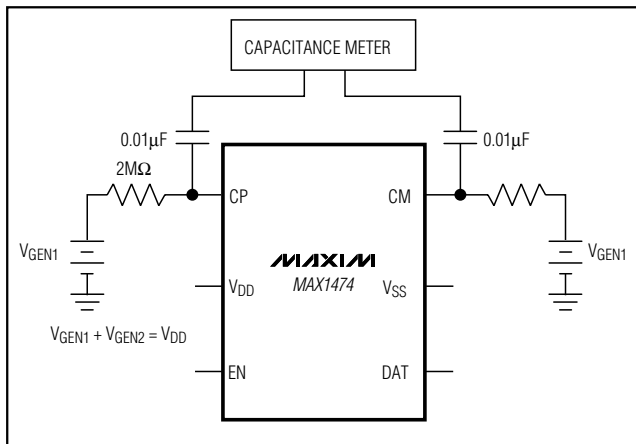 CAPACITANCE METER
0.01μF
0.01μF
2MΩ
CP
CM
VGEN1
VGEN1
MAXIM
MAX1474
VDD
VSS
VGEN1 + VGEN2 = VDD
EN
DAT